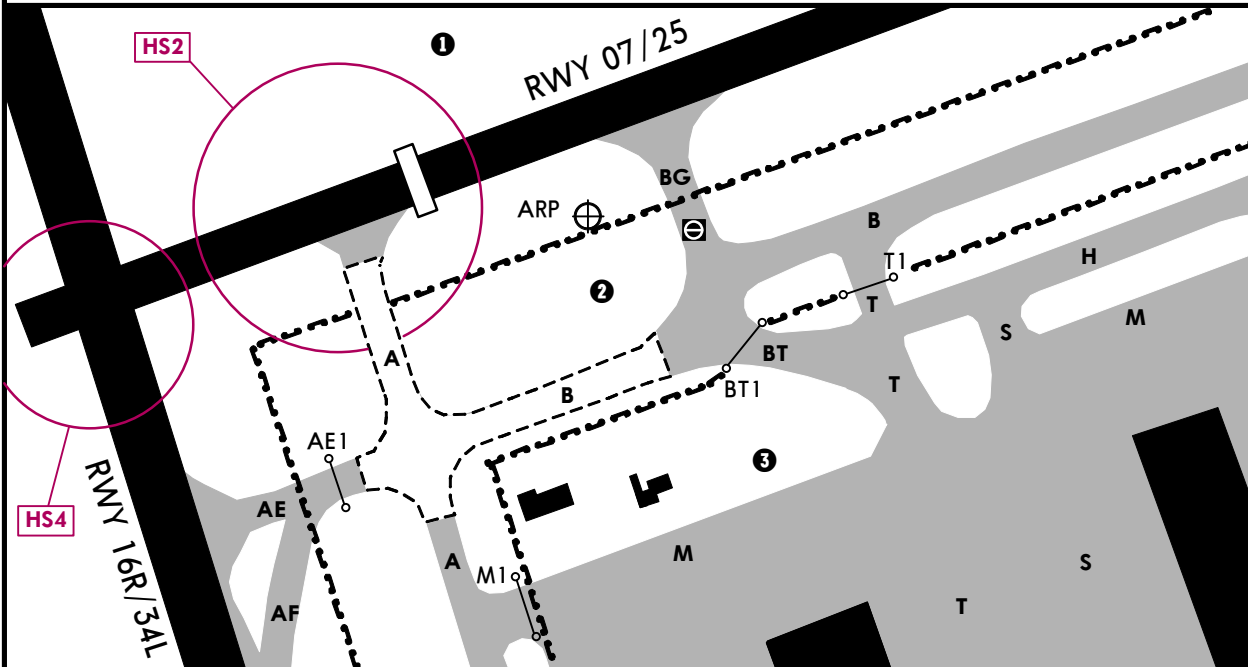 HS2
❶
RWY 07/25
BG
ARP
B
T1
H
❷
T
M
S
A
BT
T
BT1
B
AE1
❸
HS4
AE
RWY 16R/34L
A
M1
M
S
T
AF